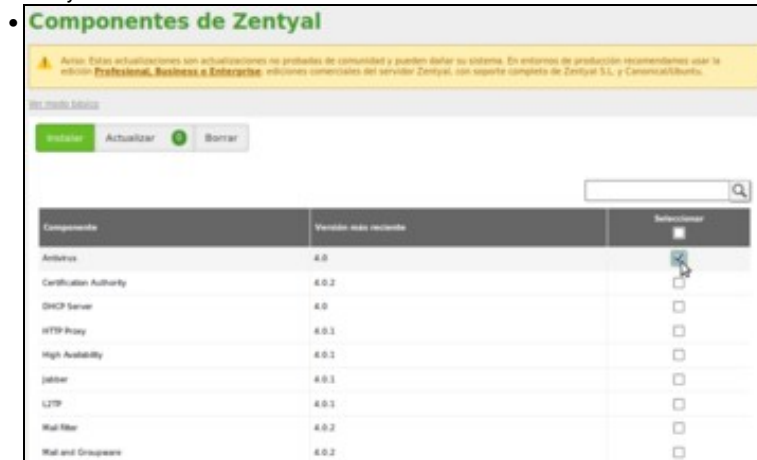 Componentes de Zentyal
Aviso: Estas actualizaciones son actualizaciones no probadas de comunidad y pueden dañar su sistema. En entornos de producción recomendamos usar la
edición Profesional, Business o Enterprise, ediciones comerciales del servidor Zentyal, con soporte completo de Zentyal S.L. y Canonical/Ubuntu.
Ver modo básico
Instalar Actualizar 0 Borrar
Componente Versión más reciente Seleccionar
Antivirus 4.0
Certification Authority 4.0.2
DHCP Server 4.0
HTTP Proxy 4.0.1
High Availability 4.0.1
Jabber 4.0.1
L2TP 4.0.1
Mail filter 4.0.2
Mail and Groupware 4.0.2